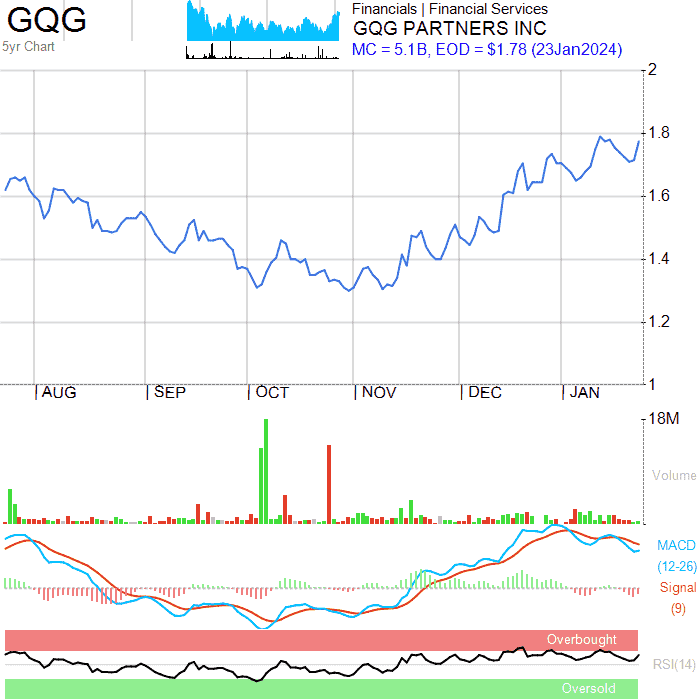 GQG
5yr Chart
Financials | Financial Services
GQG PARTNERS INC
MC = 5.1B, EOD = $1.78 (23Jan2024)
2
1.8
1.6
1.4
1.2
1
AUG
SEP
OCT
NOV
DEC
JAN
18M
Volume
MACD
(12-26)
Signal
(9)
Overbought
RSI(14)
Oversold